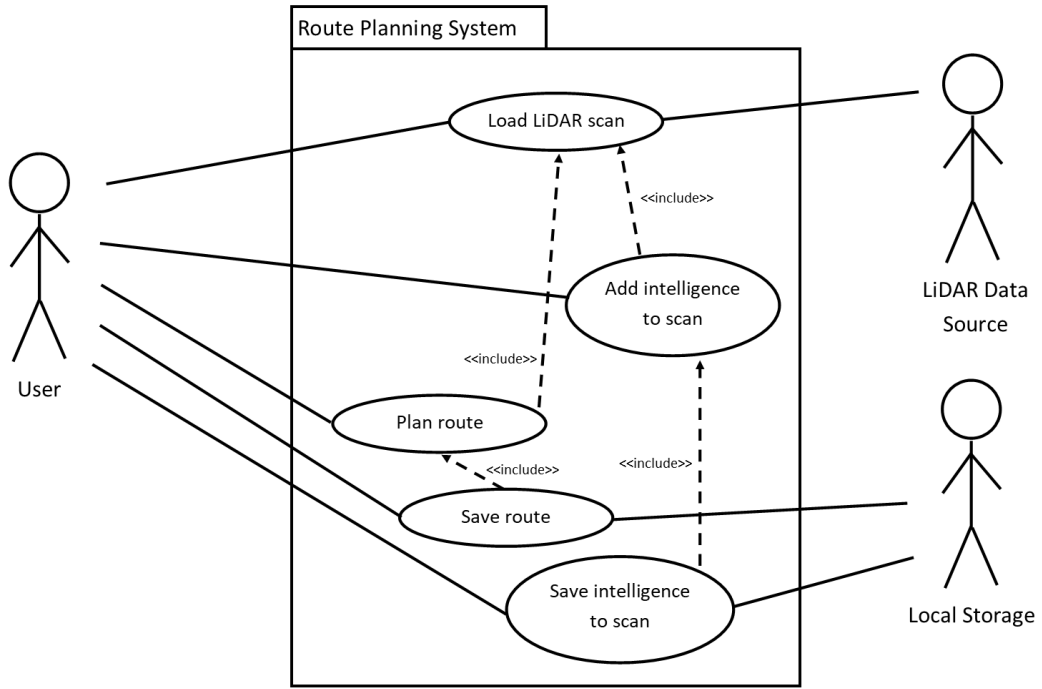 Route Planning System
Load LiDAR scan
<<include>>
Add intelligence
to scan
LiDAR Data
Source
<<include>>
User
Plan route
<<include>>
<<include>>
Save route
Save intelligence
to scan
Local Storage